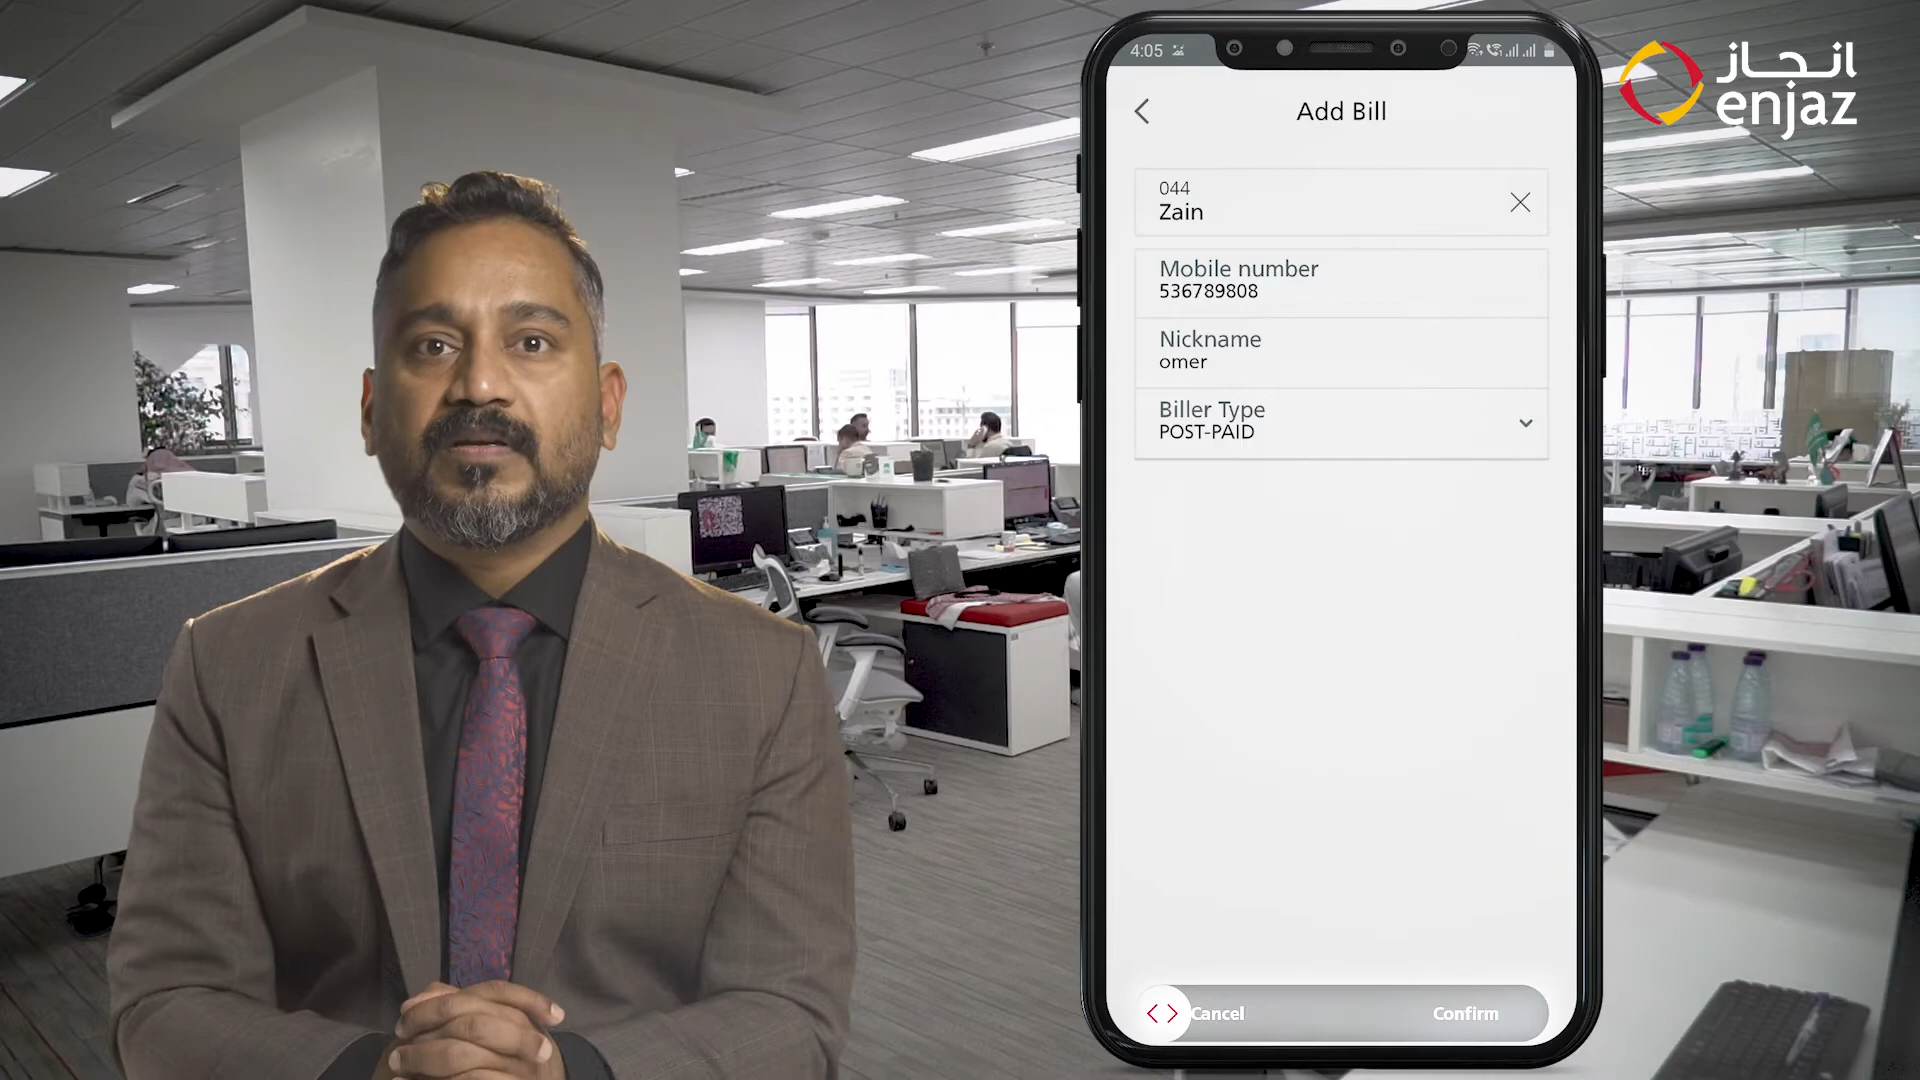 4:05
Add Bill
044
Zain
Mobile number
536789808
Nickname
omer
Biller Type
POST-PAID
Cancel
Confirm
انجاز
enjaz